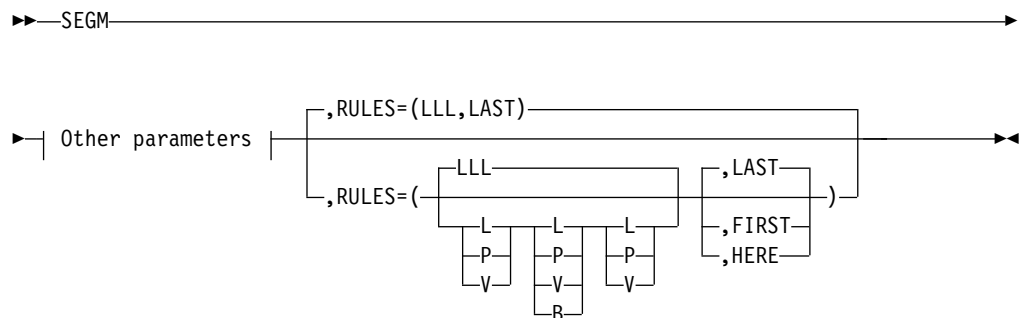 SEGM
,RULES=(LLL,LAST)
Other parameters
LLL ,LAST
,RULES=( )
L L L ,FIRST
P P P ,HERE
V V V
B